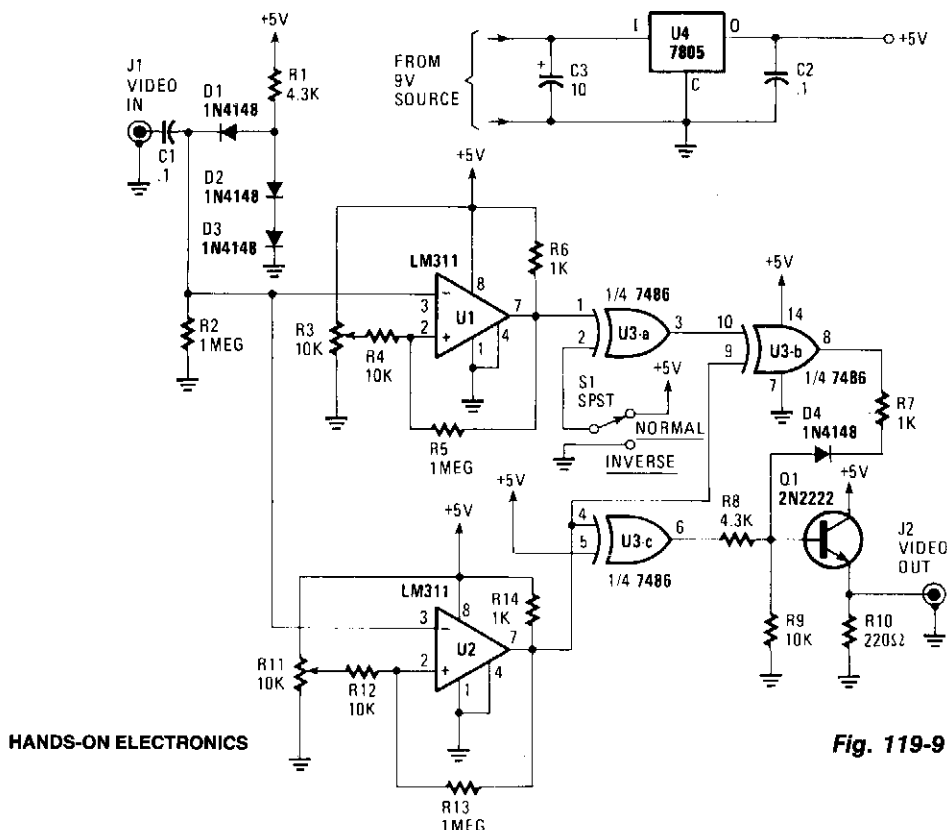 +5V
J1
VIDEO
IN
D1
1N4148
R1
4.3K
C1
.1
D2
1N4148
D3
1N4148
FROM
9V
SOURCE
+
C3
10
I
U4
7805
O
C
C2
.1
+5V
+5V
LM311
R6
1K
8
3
−
U1
7
2
+
4
1
R2
1MEG
R3
10K
R4
10K
R5
1MEG
1/4 7486
1
2
U3-a
3
S1
SPST
+5V
NORMAL
INVERSE
+5V
14
10
9
U3-b
8
7
1/4 7486
R7
1K
D4
1N4148
+5V
Q1
2N2222
J2
VIDEO
OUT
R8
4.3K
R9
10K
R10
220Ω
+5V
4
5
U3-c
6
1/4 7486
+5V
LM311
R14
1K
8
3
−
U2
7
2
+
4
1
R11
10K
R12
10K
R13
1MEG
HANDS-ON ELECTRONICS
Fig. 119-9